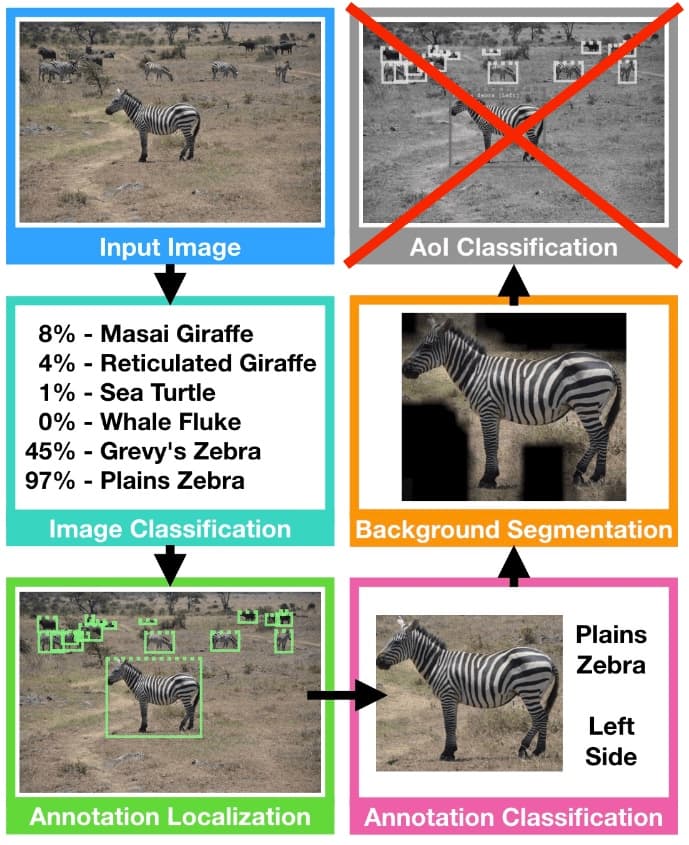 Input Image
8% - Masai Giraffe
4% - Reticulated Giraffe
1% - Sea Turtle
0% - Whale Fluke
45% - Grevy's Zebra
97% - Plains Zebra
Image Classification
Annotation Localization
Plains
Zebra
Left
Side
Annotation Classification
Background Segmentation
AoI Classification